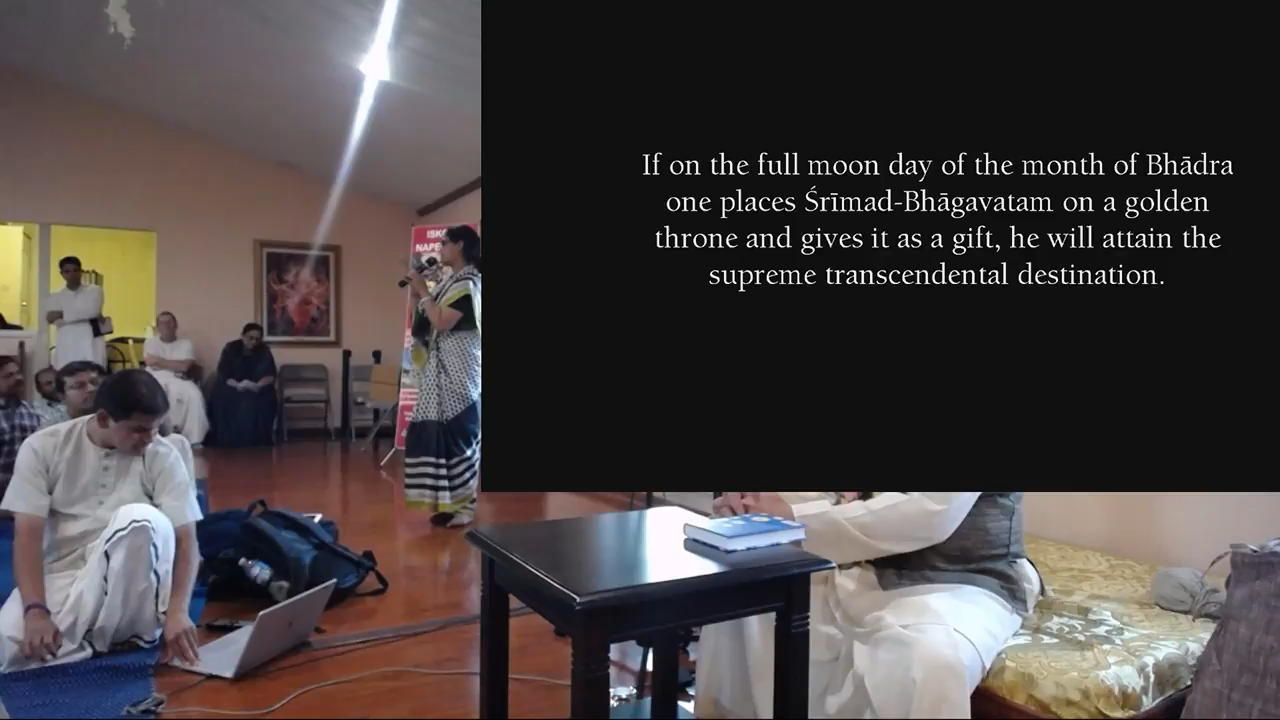 If on the full moon day of the month of Bhādra
one places Śrīmad-Bhāgavatam on a golden
throne and gives it as a gift, he will attain the
supreme transcendental destination.
ISK
NAPE